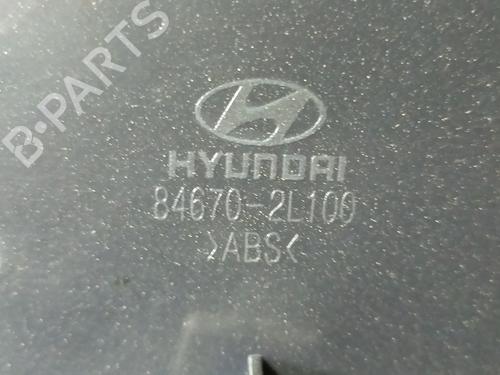 B-PARTS
HYUNDAI
84670-2L100
>ABS<